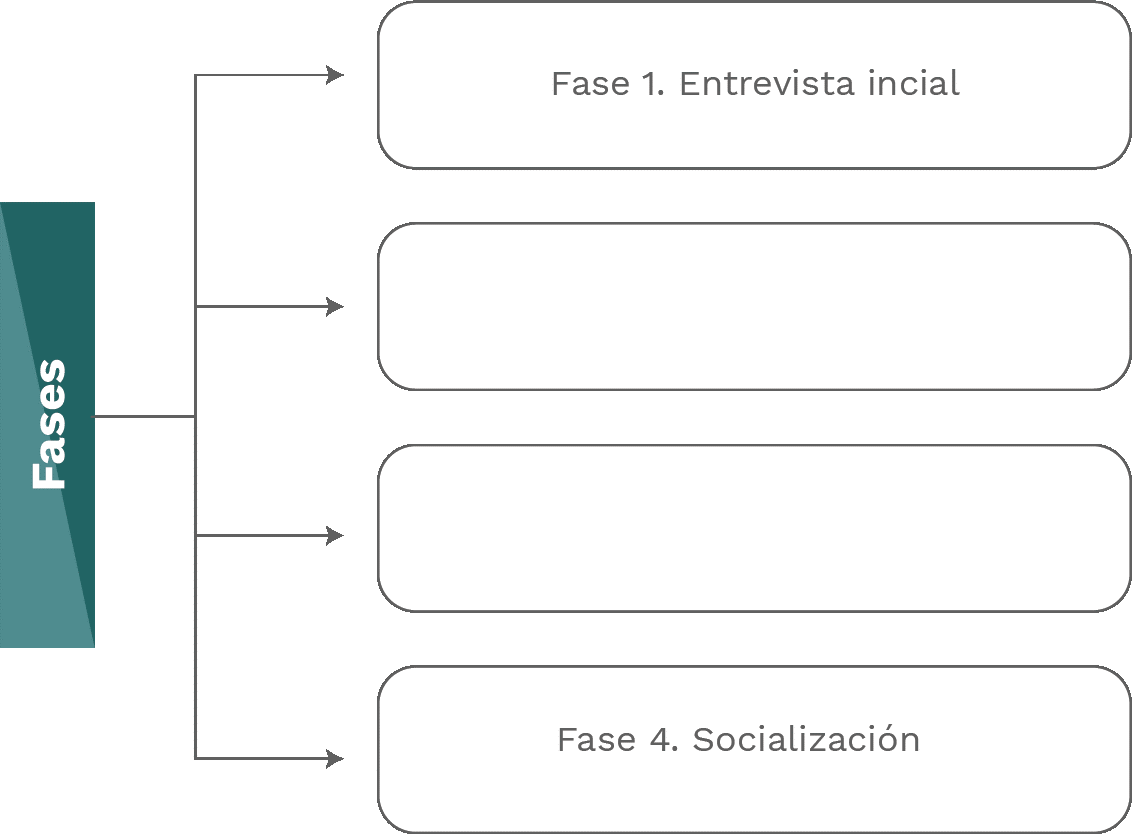 Fase 1. Entrevista incial
Fases
Fase 4. Socialización